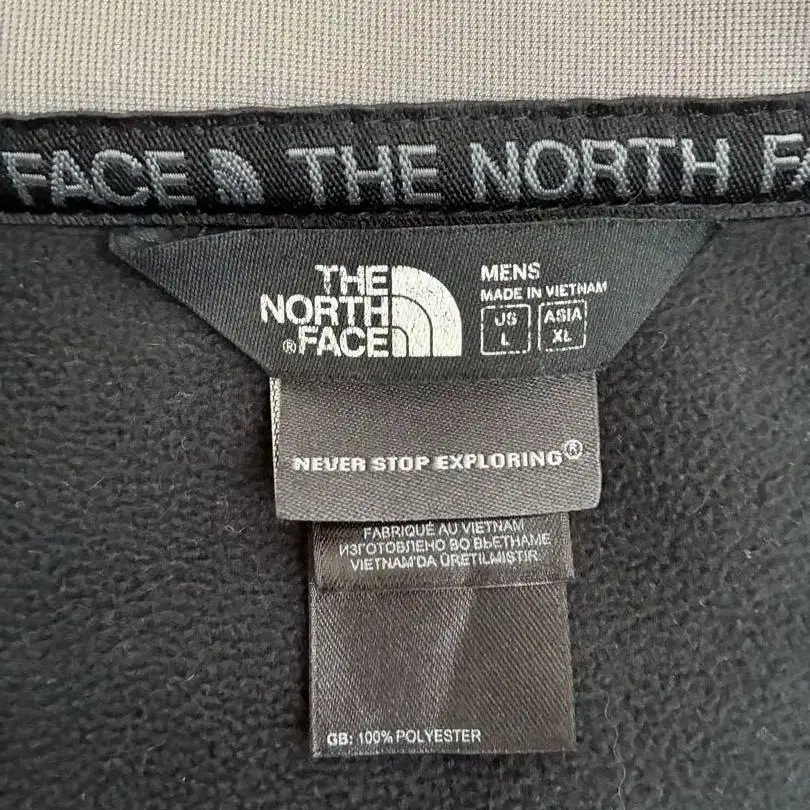 FACE THE NORTH FA
THE
NORTH
®FACE
MENS
MADE IN VIETNAM
US
L
ASIA
XL
NEVER STOP EXPLORING®
FABRIQUÉ AU VIETNAM
ИЗГОТОВЛЕНО ВО ВЬЕТНАМЕ
VIETNAM'DA ÜRETILMISTIR
GB: 100% POLYESTER